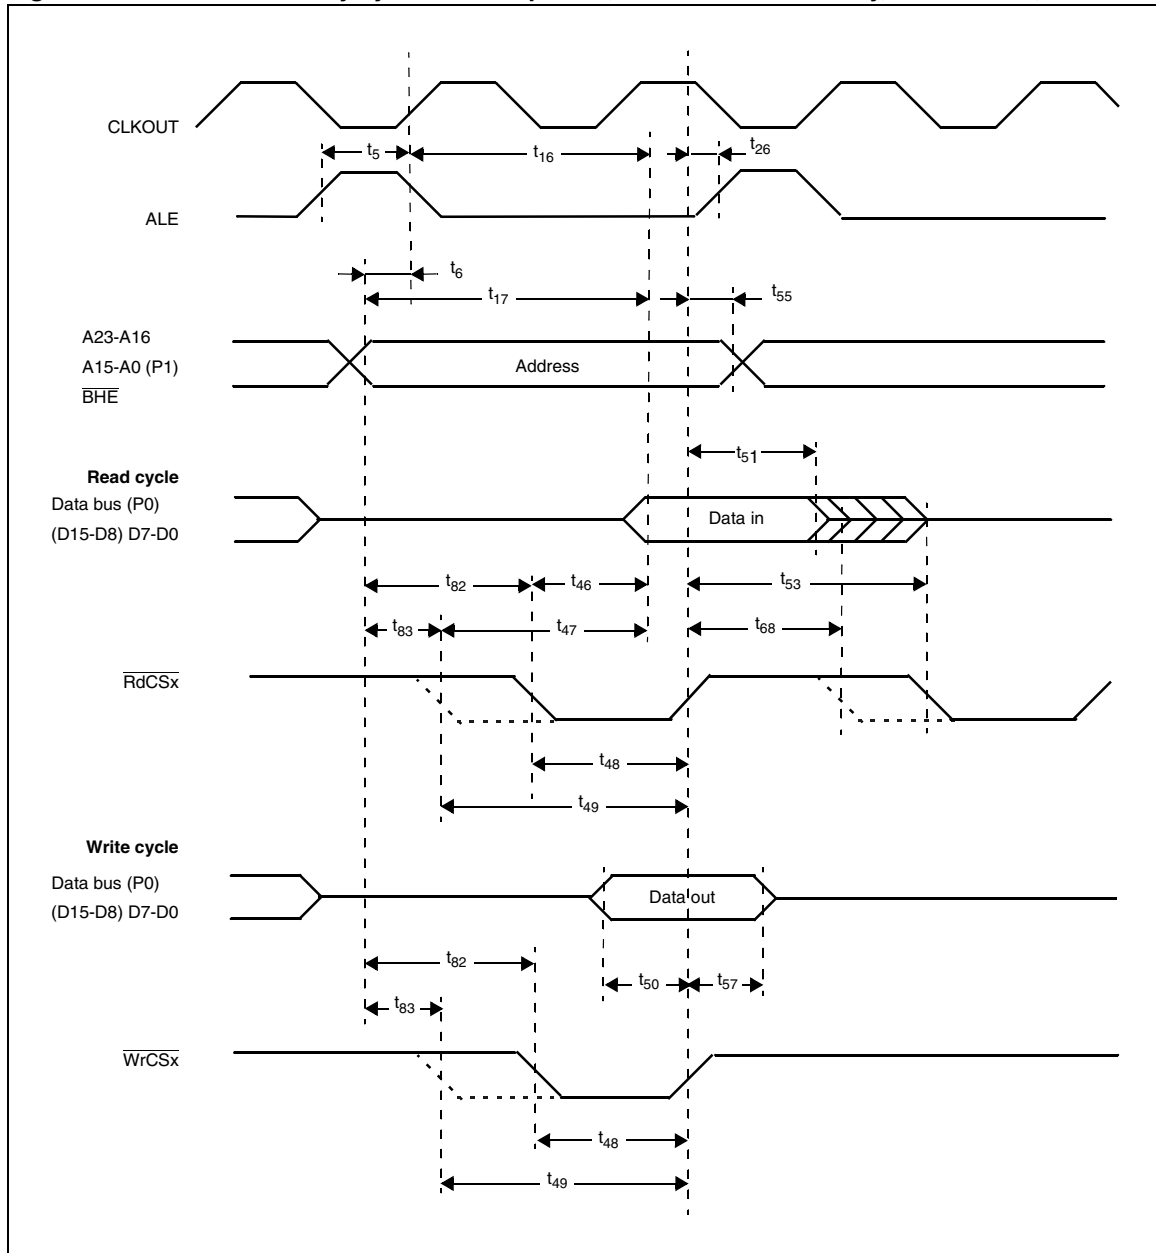 CLKOUT
t5
t16
t26
ALE
t6
t17
t55
A23-A16
A15-A0 (P1)
Address
BHE
t51
Read cycle
Data bus (P0)
Data in
(D15-D8) D7-D0
t82
t46
t53
t83
t47
t68
RdCSx
t48
t49
Write cycle
Data bus (P0)
Data out
(D15-D8) D7-D0
t82
t50
t57
t83
WrCSx
t48
t49